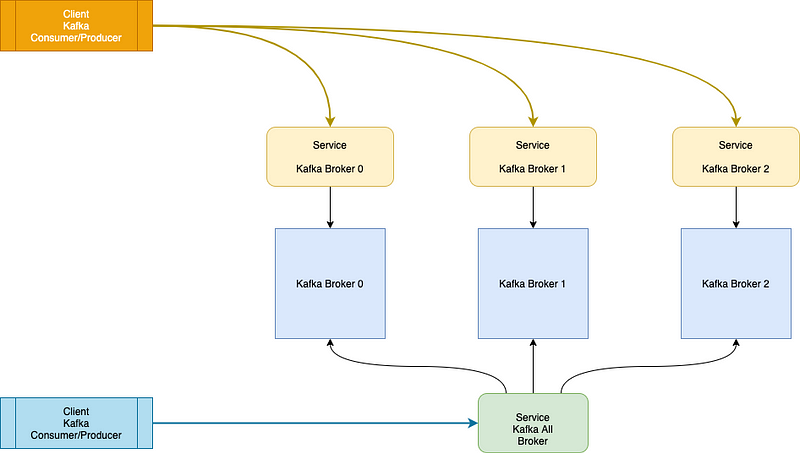 Client
Kafka
Consumer/Producer
Service
Kafka Broker 0
Service
Kafka Broker 1
Service
Kafka Broker 2
Kafka Broker 0
Kafka Broker 1
Kafka Broker 2
Client
Kafka
Consumer/Producer
Service
Kafka All
Broker